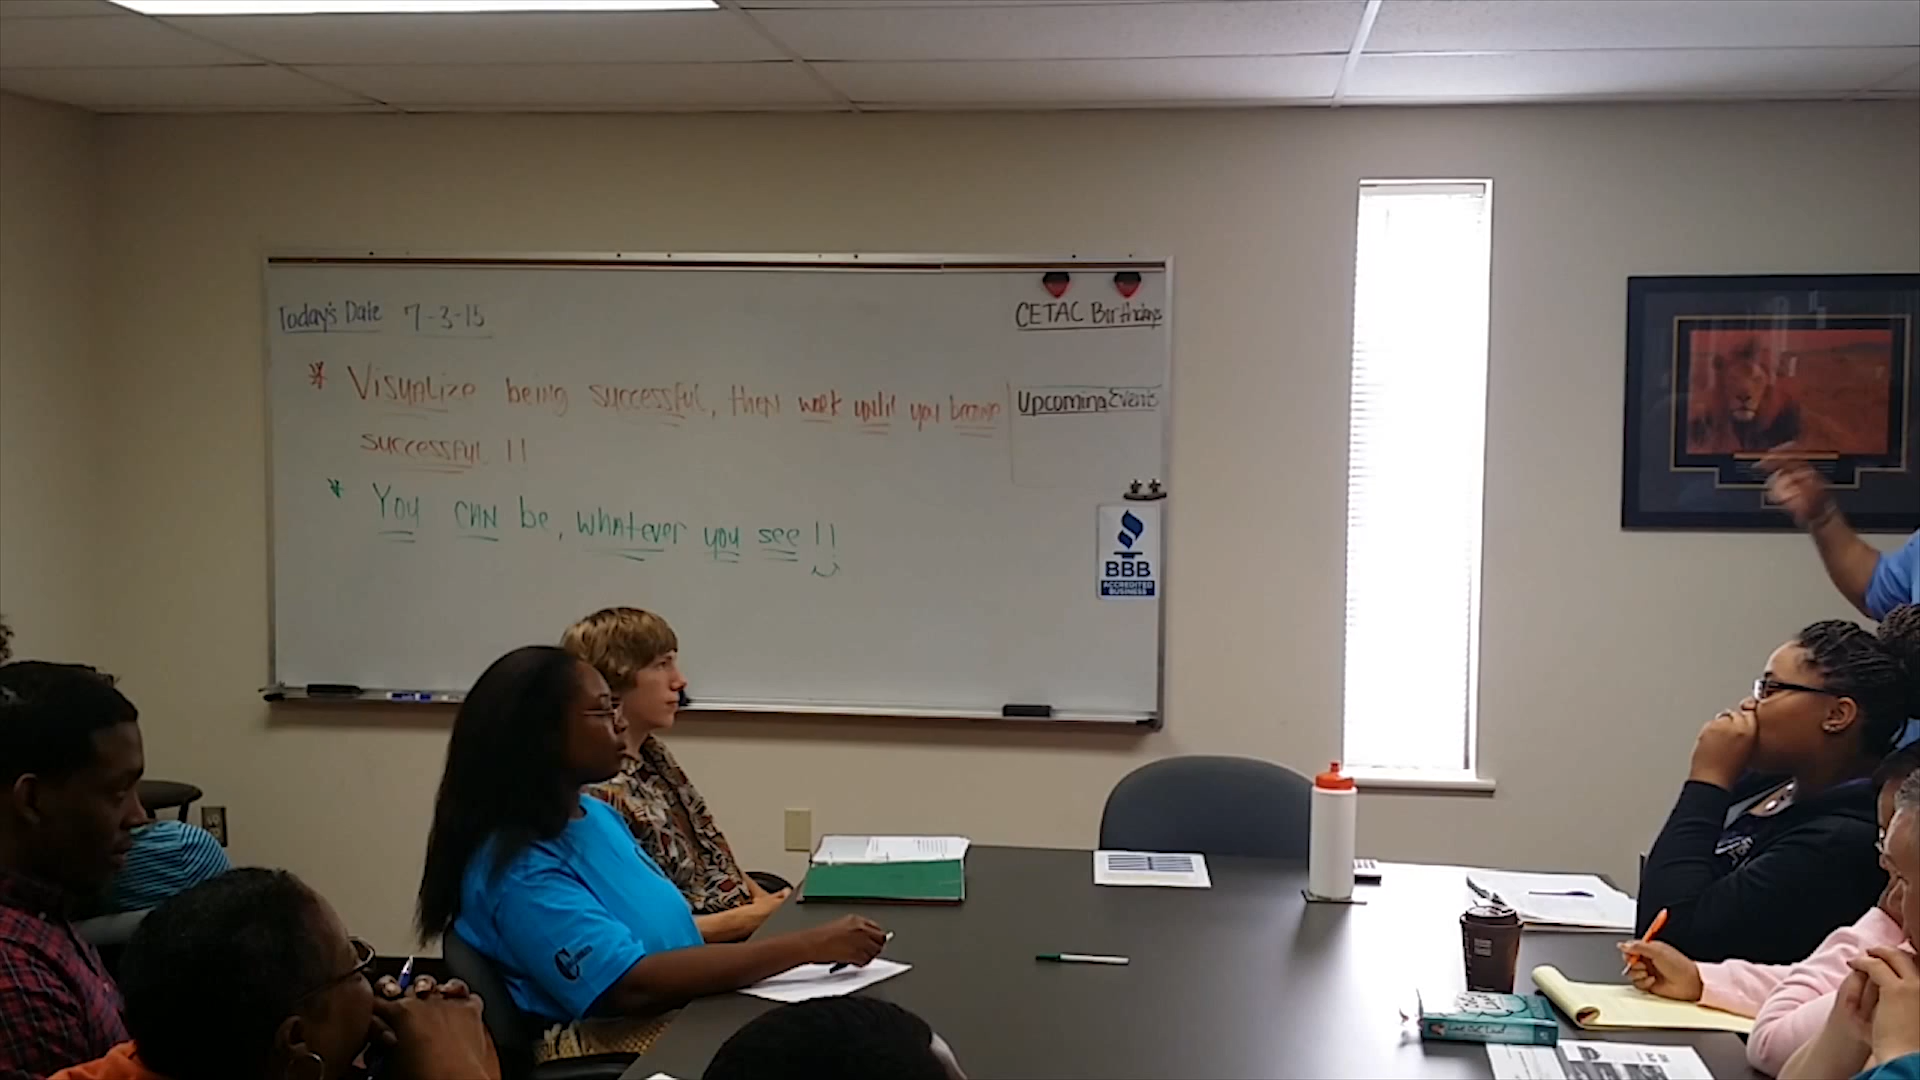 Today's Date 7-3-15
* Visualize being successful, then work until you become
successful !!
* You can be, whatever you see !!
CETAC Birthdays
Upcoming Events
BBB
ACCREDITED
BUSINESS